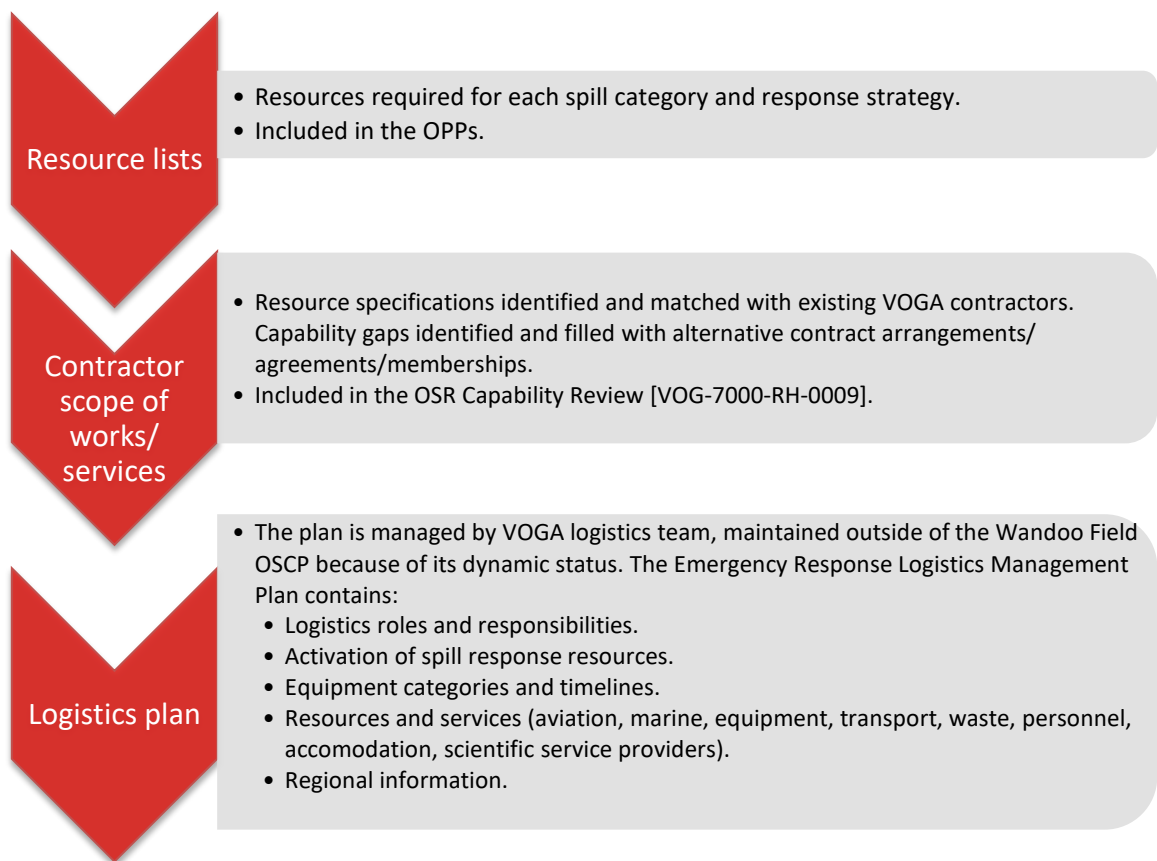 Resource lists
• Resources required for each spill category and response strategy.
• Included in the OPPs.
Contractor
scope of
works/
services
• Resource specifications identified and matched with existing VOGA contractors.
Capability gaps identified and filled with alternative contract arrangements/
agreements/memberships.
• Included in the OSR Capability Review [VOG-7000-RH-0009].
Logistics plan
• The plan is managed by VOGA logistics team, maintained outside of the Wandoo Field
OSCP because of its dynamic status. The Emergency Response Logistics Management
Plan contains:
• Logistics roles and responsibilities.
• Activation of spill response resources.
• Equipment categories and timelines.
• Resources and services (aviation, marine, equipment, transport, waste, personnel,
accomodation, scientific service providers).
• Regional information.